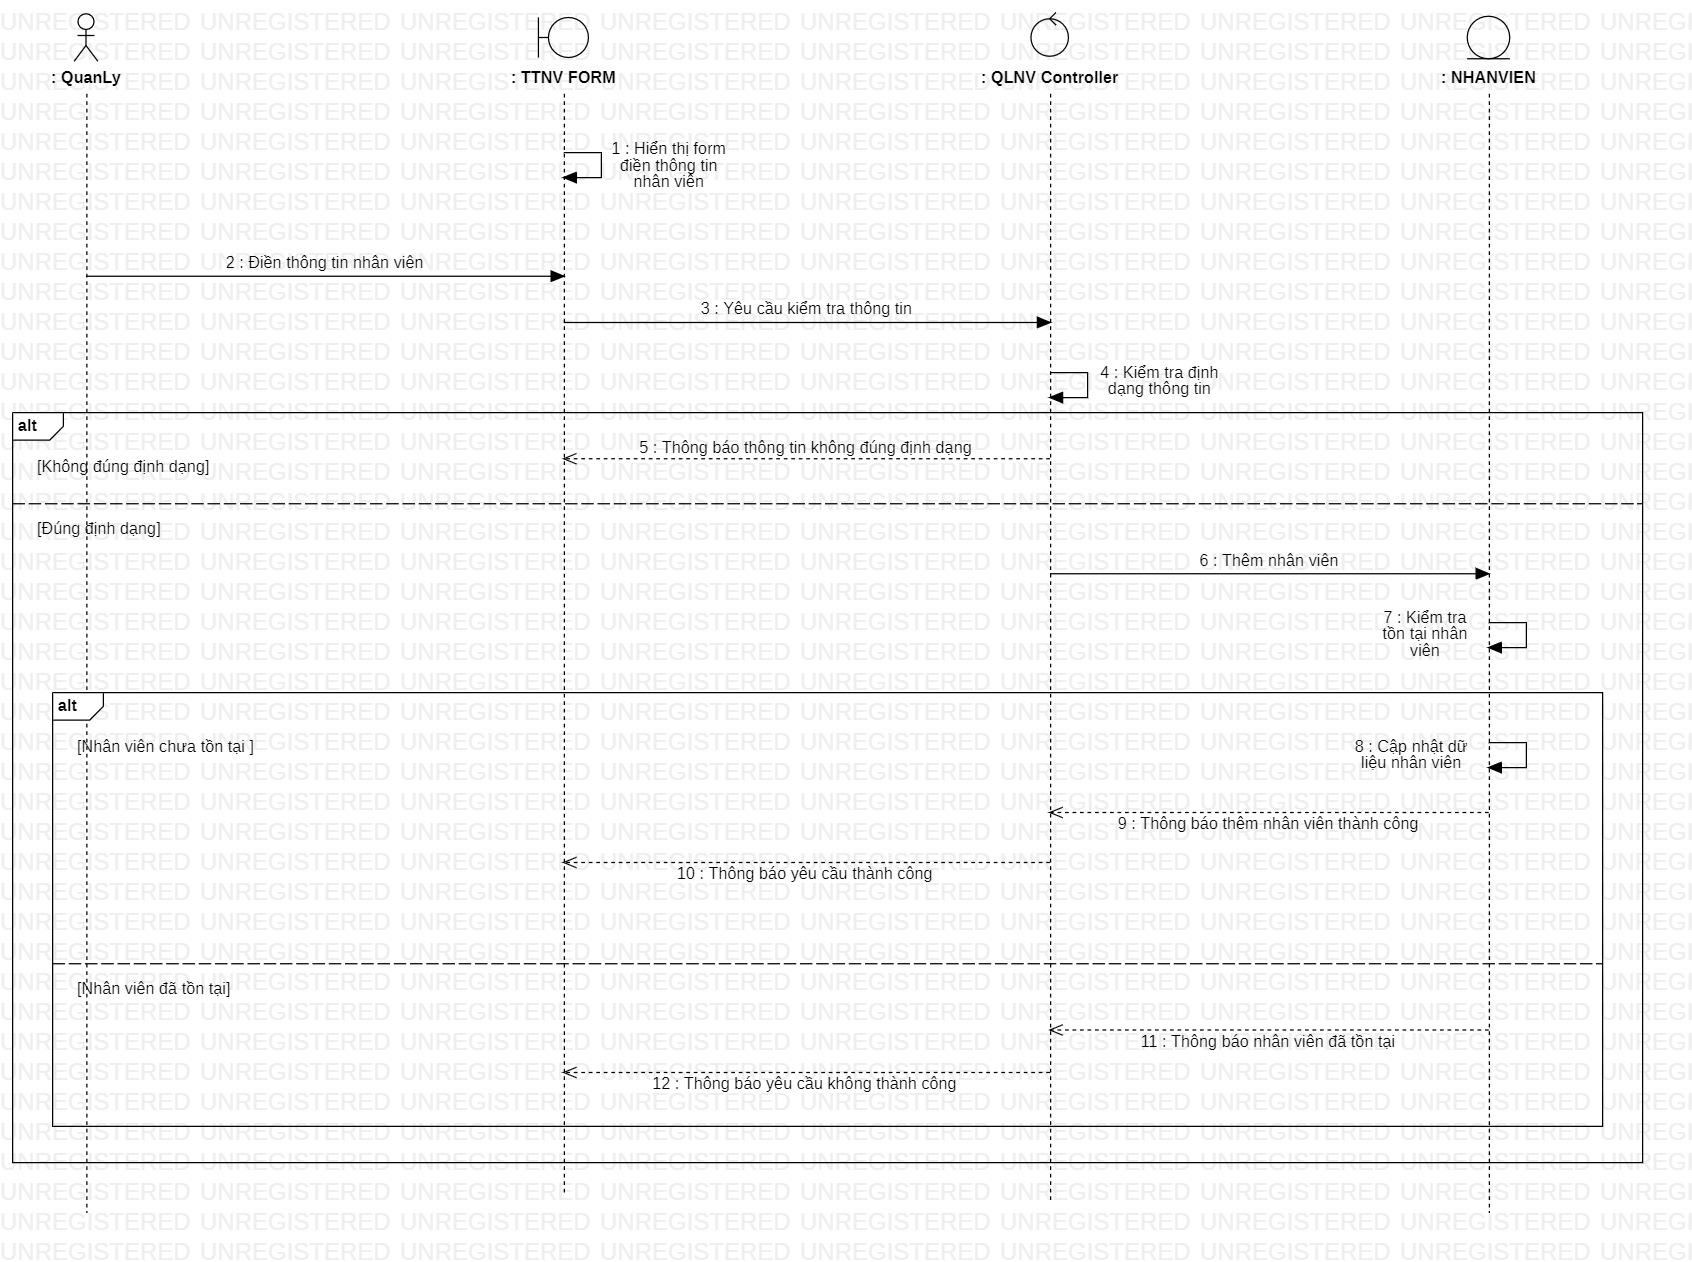 : QuanLy
: TTNV FORM
: QLNV Controller
: NHANVIEN
1 : Hiển thị form
điền thông tin
nhân viên
2 : Điền thông tin nhân viên
3 : Yêu cầu kiểm tra thông tin
4 : Kiểm tra định
dạng thông tin
alt
5 : Thông báo thông tin không đúng định dạng
[Không đúng định dạng]
[Đúng định dạng]
6 : Thêm nhân viên
7 : Kiểm tra
tồn tại nhân
viên
alt
[Nhân viên chưa tồn tại ]
8 : Cập nhật dữ
liệu nhân viên
9 : Thông báo thêm nhân viên thành công
10 : Thông báo yêu cầu thành công
[Nhân viên đã tồn tại]
11 : Thông báo nhân viên đã tồn tại
12 : Thông báo yêu cầu không thành công
UNREGISTERED